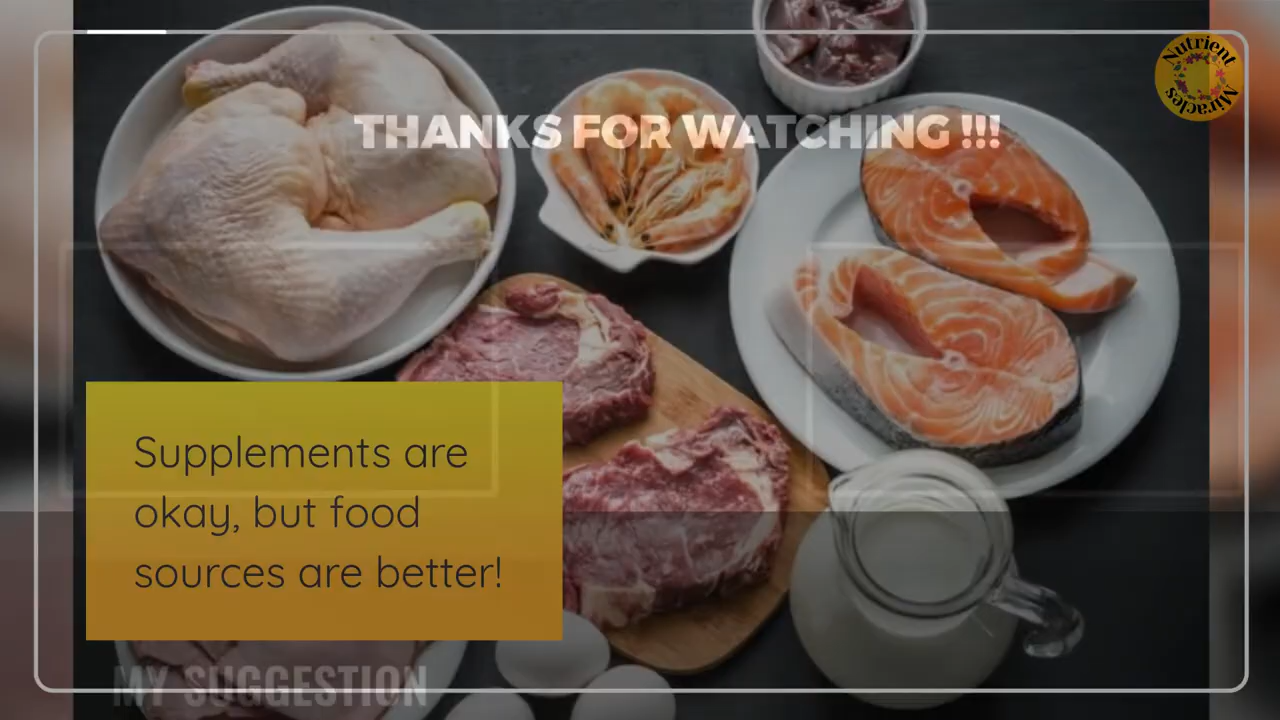 Nutrient
Miracles
THANKS FOR WATCHING !!!
Supplements are
okay, but food
sources are better!
MY SUGGESTION